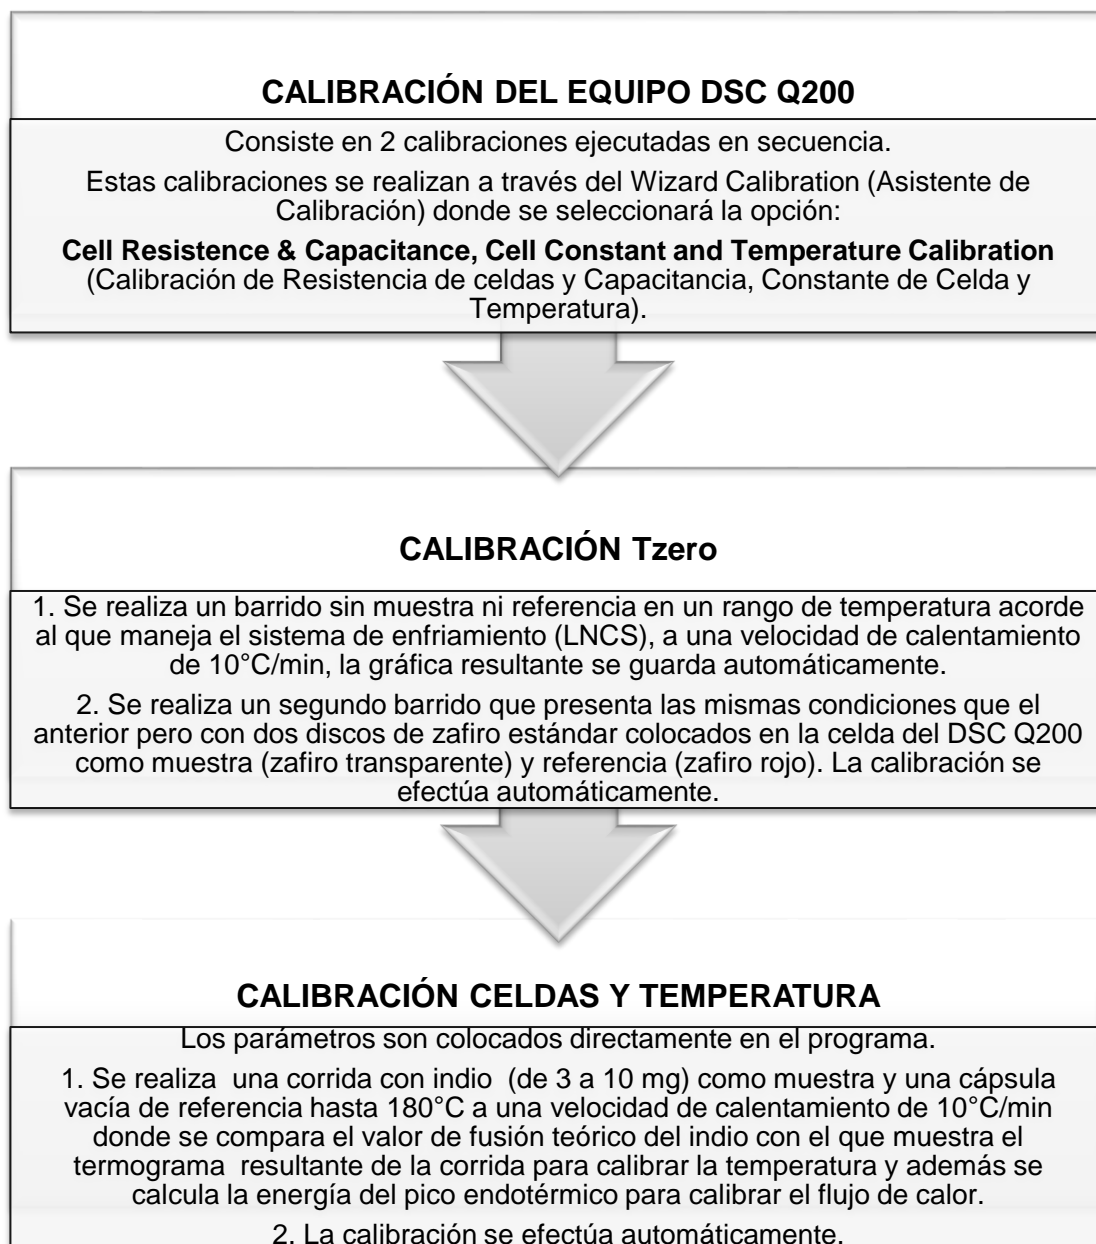 CALIBRACIÓN DEL EQUIPO DSC Q200
Consiste en 2 calibraciones ejecutadas en secuencia.
Estas calibraciones se realizan a través del Wizard Calibration (Asistente de
Calibración) donde se seleccionará la opción:
Cell Resistence & Capacitance, Cell Constant and Temperature Calibration
(Calibración de Resistencia de celdas y Capacitancia, Constante de Celda y
Temperatura).
CALIBRACIÓN Tzero
1. Se realiza un barrido sin muestra ni referencia en un rango de temperatura acorde
al que maneja el sistema de enfriamiento (LNCS), a una velocidad de calentamiento
de 10°C/min, la gráfica resultante se guarda automáticamente.
2. Se realiza un segundo barrido que presenta las mismas condiciones que el
anterior pero con dos discos de zafiro estándar colocados en la celda del DSC Q200
como muestra (zafiro transparente) y referencia (zafiro rojo). La calibración se
efectúa automáticamente.
CALIBRACIÓN CELDAS Y TEMPERATURA
Los parámetros son colocados directamente en el programa.
1. Se realiza  una corrida con indio  (de 3 a 10 mg) como muestra y una cápsula
vacía de referencia hasta 180°C a una velocidad de calentamiento de 10°C/min
donde se compara el valor de fusión teórico del indio con el que muestra el
termograma  resultante de la corrida para calibrar la temperatura y además se
calcula la energía del pico endotérmico para calibrar el flujo de calor.
2. La calibración se efectúa automáticamente.